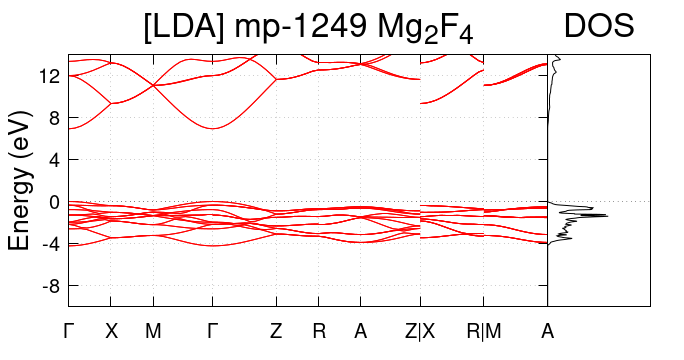 [LDA] mp-1249 Mg₂F₄
DOS
Energy (eV)
12
8
4
0
-4
-8
Γ X M Γ Z R A Z|X R|M A